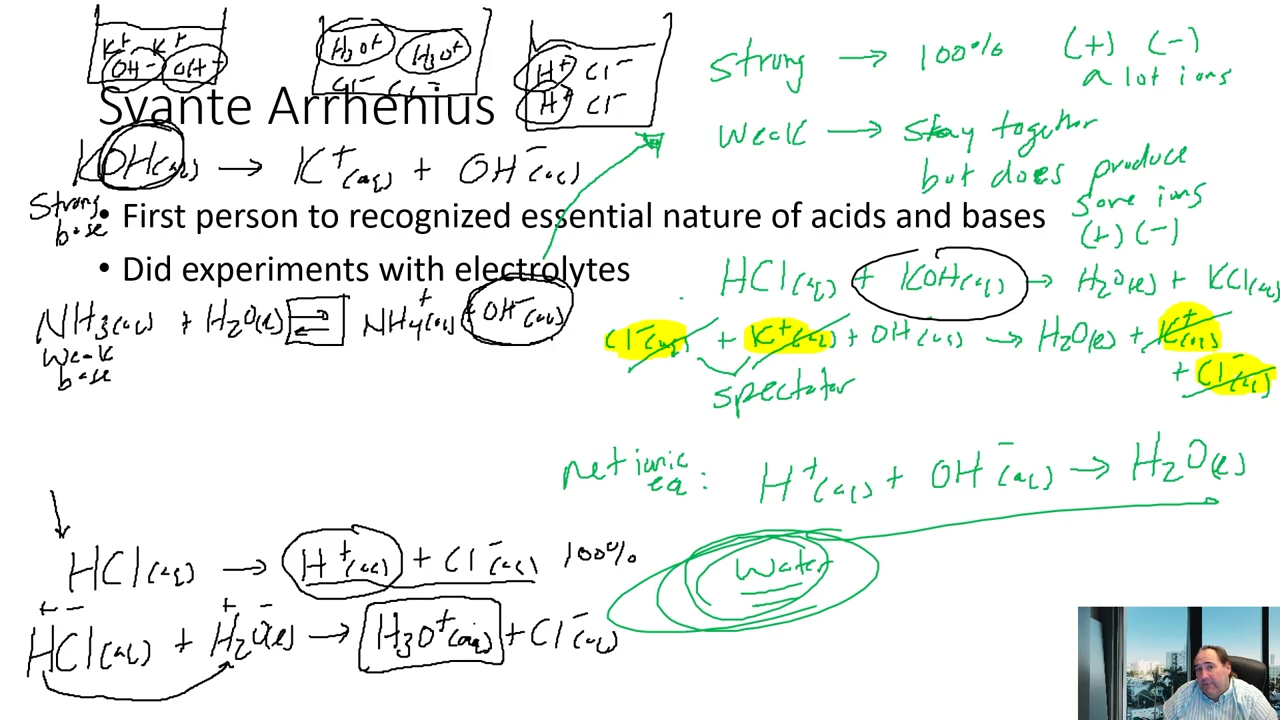 K+ K+
OH- OH-
H3O+ H3O+
Cl- Cl-
H+ Cl-
H+ Cl-
Svante Arrhenius
KOH(aq) → K+(aq) + OH-(aq)
Strong
base
• First person to recognized essential nature of acids and bases
• Did experiments with electrolytes
NH3(aq) + H2O(l) ⇌ NH4+(aq) + OH-(aq)
Weak
base
HCl(aq) → H+(aq) + Cl-(aq) 100%
+ - + -
HCl(aq) + H2O(l) → H3O+(aq) + Cl-(aq)
strong → 100% (+) (-)
a lot ions
weak → stay together
but does produce
some ions
(+) (-)
HCl(aq) + KOH(aq) → H2O(l) + KCl(aq)
Cl-(aq) + K+(aq) + OH-(aq) → H2O(l) + K+(aq)
+ Cl-(aq)
spectator
net ionic
eq : H+(aq) + OH-(aq) → H2O(l)
Water